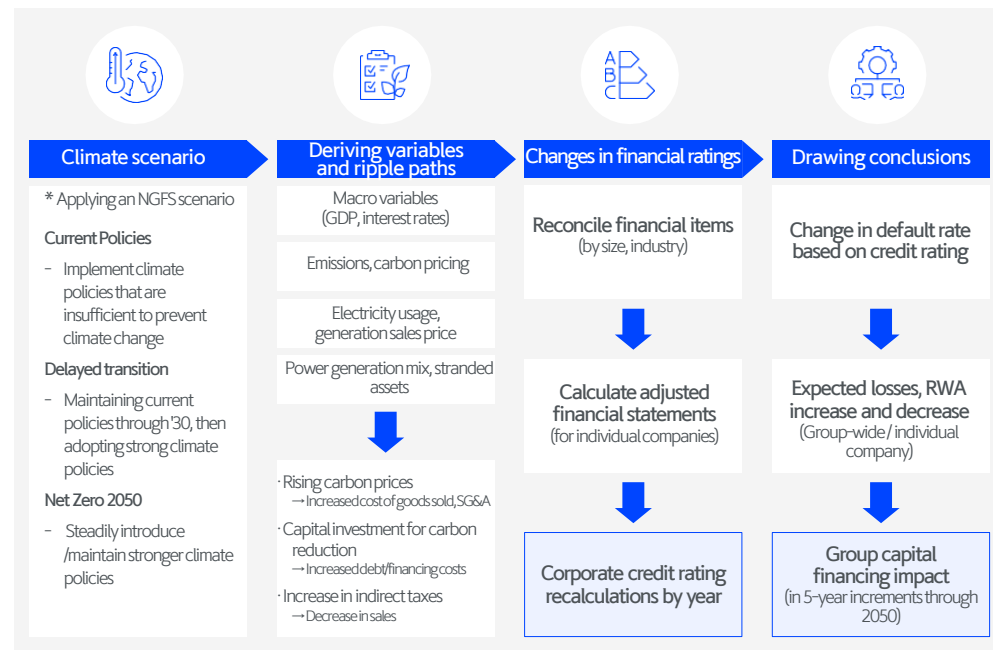 A
B
C
Climate scenario
* Applying an NGFS scenario
Current Policies
- Implement climate
policies that are
insufficient to prevent
climate change
Delayed transition
- Maintaining current
policies through '30, then
adopting strong climate
policies
Net Zero 2050
- Steadily introduce
/maintain stronger climate
policies
Deriving variables
and ripple paths
Macro variables
(GDP, interest rates)
Emissions, carbon pricing
Electricity usage,
generation sales price
Power generation mix, stranded
assets
· Rising carbon prices
→ Increased cost of goods sold, SG&A
· Capital investment for carbon
reduction
→ Increased debt/financing costs
· Increase in indirect taxes
→ Decrease in sales
Changes in financial ratings
Reconcile financial items
(by size, industry)
Calculate adjusted
financial statements
(for individual companies)
Corporate credit rating
recalculations by year
Drawing conclusions
Change in default rate
based on credit rating
Expected losses, RWA
increase and decrease
(Group-wide / individual
company)
Group capital
financing impact
(in 5-year increments through
2050)